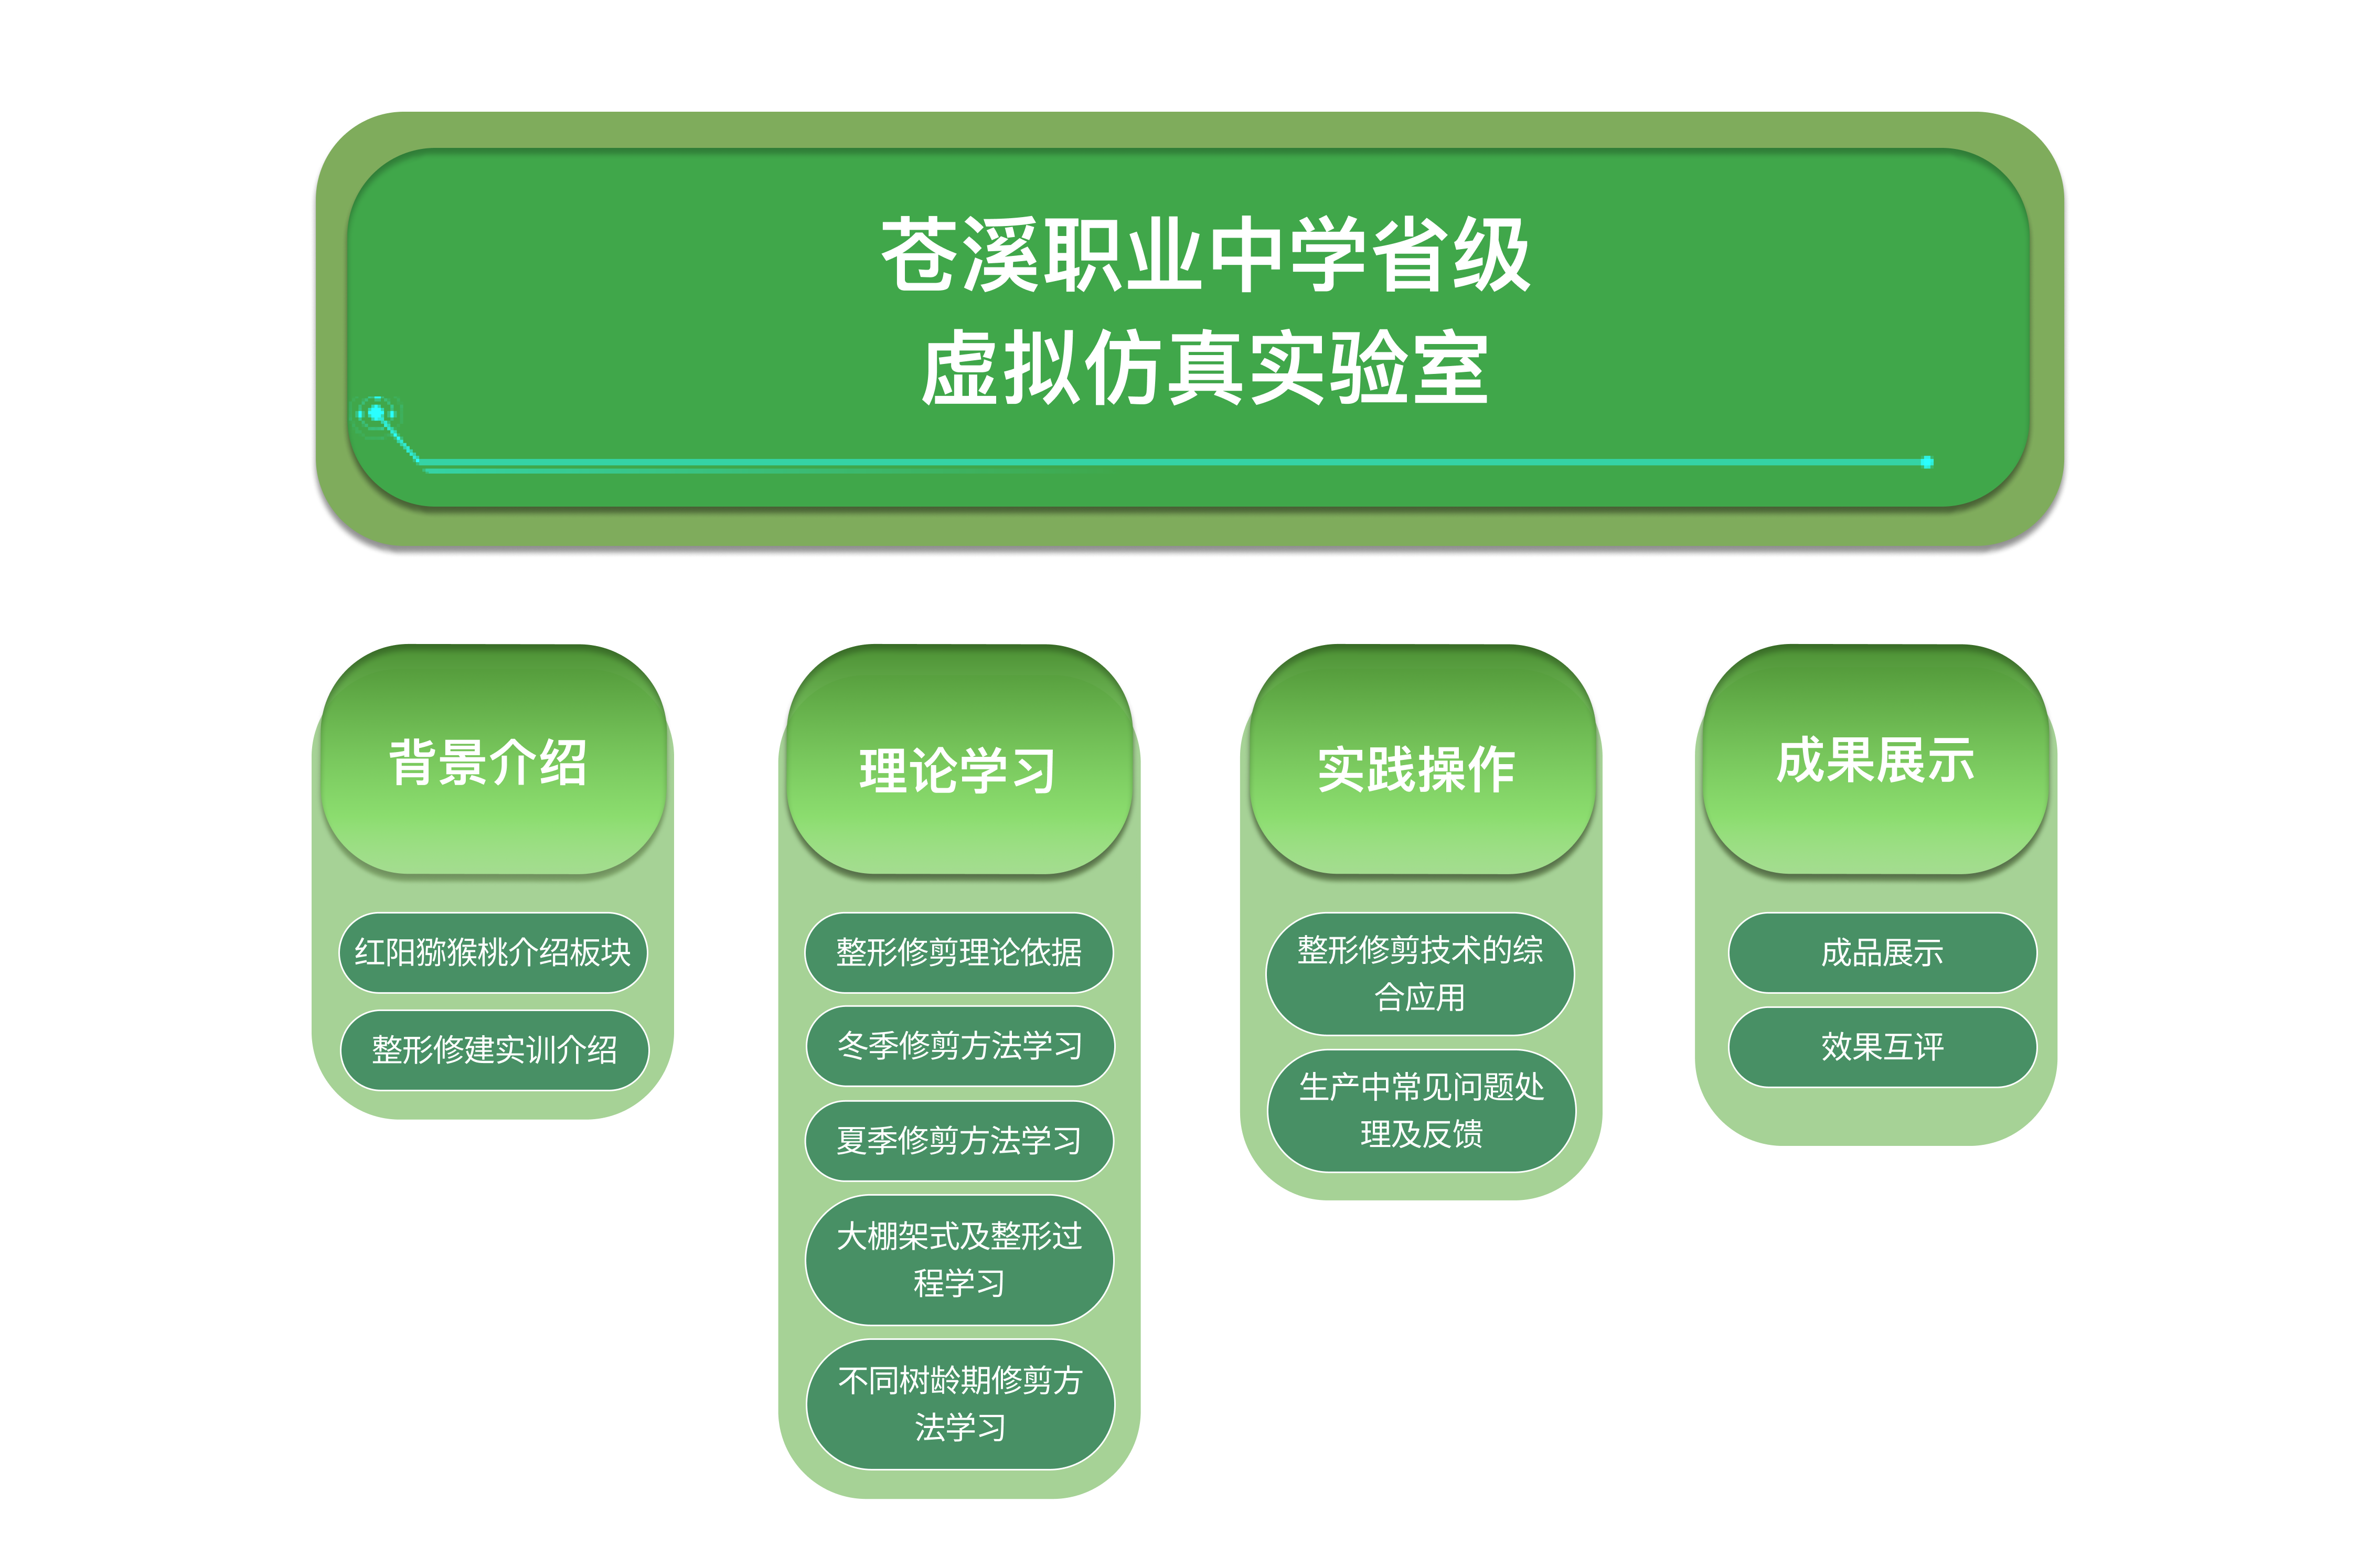 苍溪职业中学省级
虚拟仿真实验室
背景介绍
红阳猕猴桃介绍板块
整形修建实训介绍
理论学习
整形修剪理论依据
冬季修剪方法学习
夏季修剪方法学习
大棚架式及整形过
程学习
不同树龄期修剪方
法学习
实践操作
整形修剪技术的综
合应用
生产中常见问题处
理及反馈
成果展示
成品展示
效果互评